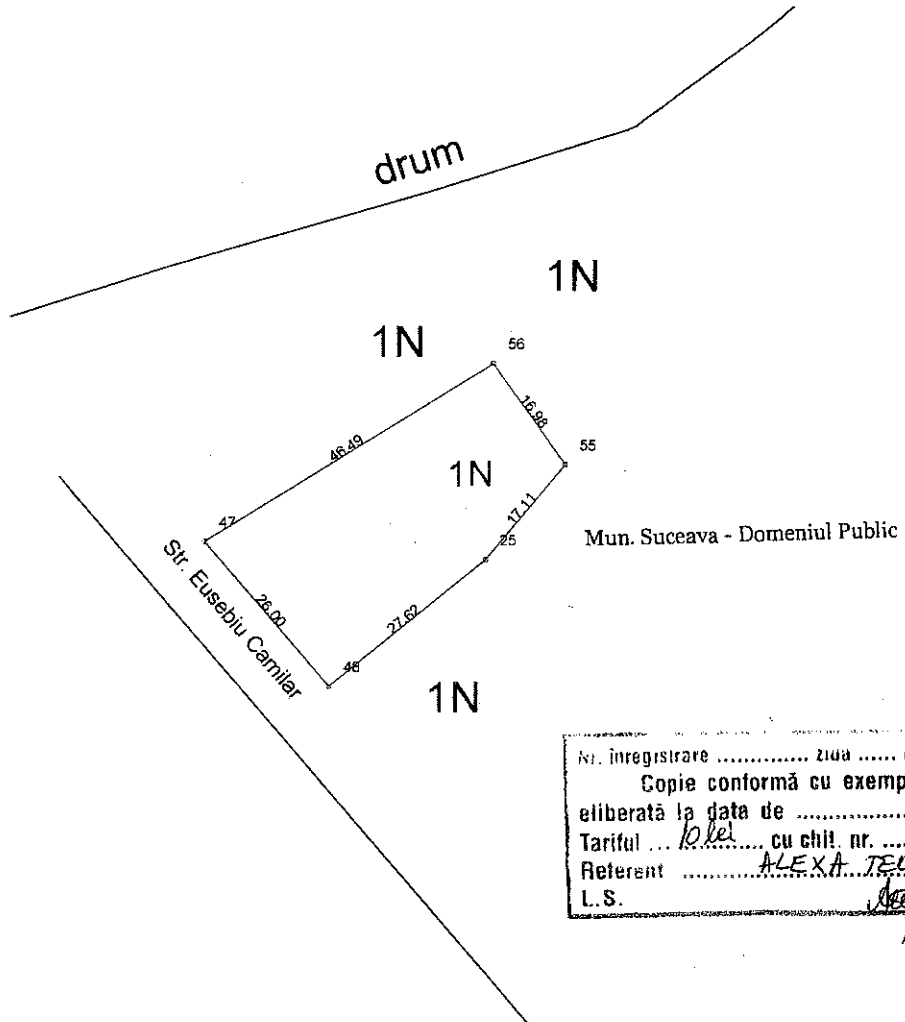 drum
1N
1N
56
16.98
46.49
55
1N
17.11
47
25
Mun. Suceava - Domeniul Public
Str. Eusebiu Camilar
26.00
27.62
48
1N
Nr. înregistrare .............. ziua ......
Copie conformă cu exemp
eliberată la data de ...................
Tariful ... 10 lei ...... cu chit. nr. .....
Referent ............ ALEXA
L.S.